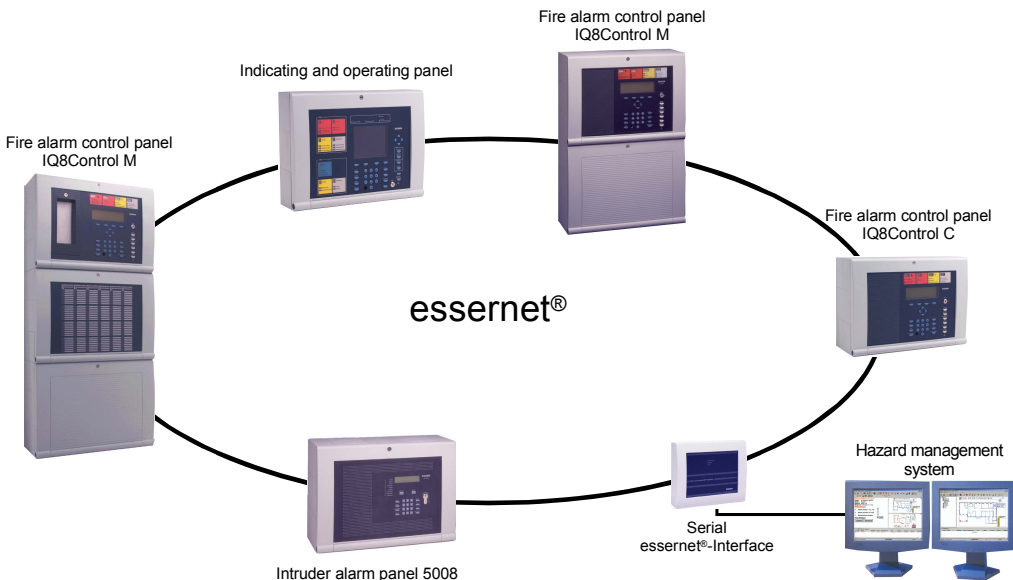 Fire alarm control panel
IQ8Control M
Indicating and operating panel
Fire alarm control panel
IQ8Control M
Fire alarm control panel
IQ8Control C
essernet®
Hazard management
system
Serial
essernet®-Interface
Intruder alarm panel 5008